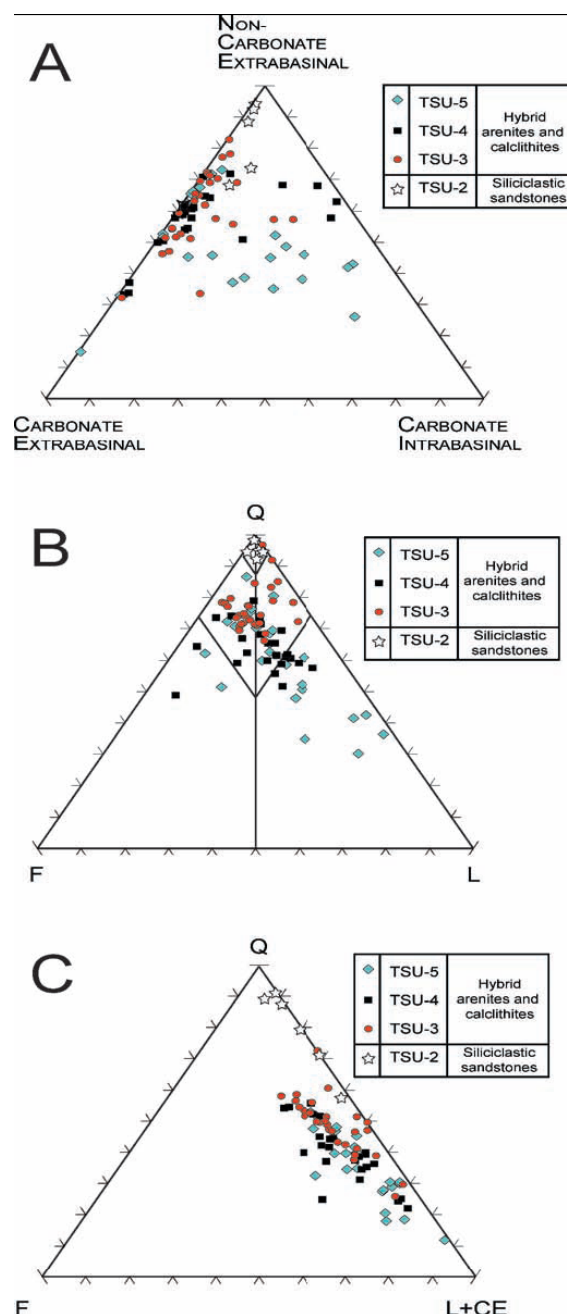 A
NON-
CARBONATE
EXTRABASINAL
TSU-5
TSU-4
TSU-3
TSU-2
Hybrid
arenites and
calclithites
Siliciclastic
sandstones
CARBONATE
EXTRABASINAL
CARBONATE
INTRABASINAL
B
Q
TSU-5
TSU-4
TSU-3
TSU-2
Hybrid
arenites and
calclithites
Siliciclastic
sandstones
F
L
C
Q
TSU-5
TSU-4
TSU-3
TSU-2
Hybrid
arenites and
calclithites
Siliciclastic
sandstones
F
L+CE